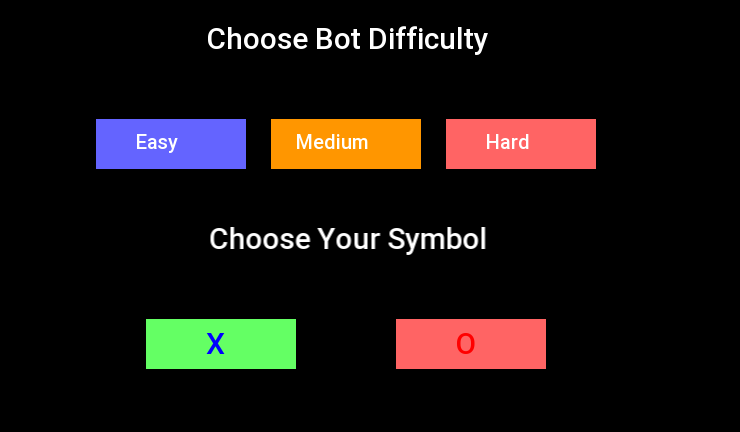 Choose Bot Difficulty
Easy Medium Hard
Choose Your Symbol
X O